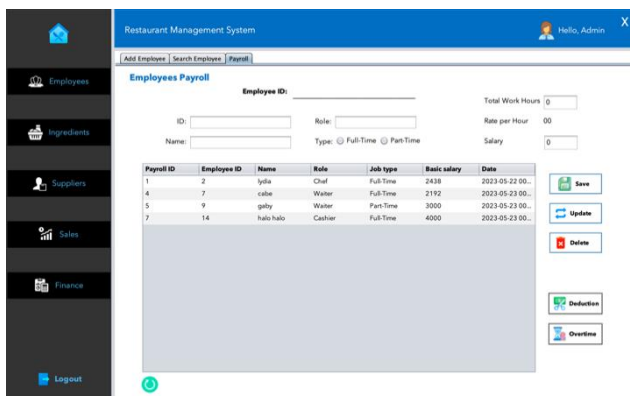 Restaurant Management System
Hello, Admin
X
Add Employee Search Employee Payroll
Employees Payroll
Employee ID:
Total Work Hours 0
ID:
Role:
Rate per Hour 00
Name:
Type: Full-Time Part-Time
Salary 0
Payroll ID Employee ID Name Role Job type Basic salary Date
1 2 lydia Chef Full-Time 2438 2023-05-22 00...
4 7 cabe Waiter Full-Time 2192 2023-05-23 00...
5 9 gaby Waiter Part-Time 3000 2023-05-23 00...
7 14 halo halo Cashier Full-Time 4000 2023-05-23 00...
Save
Update
Delete
Deduction
Overtime
Employees
Ingredients
Suppliers
Sales
Finance
Logout